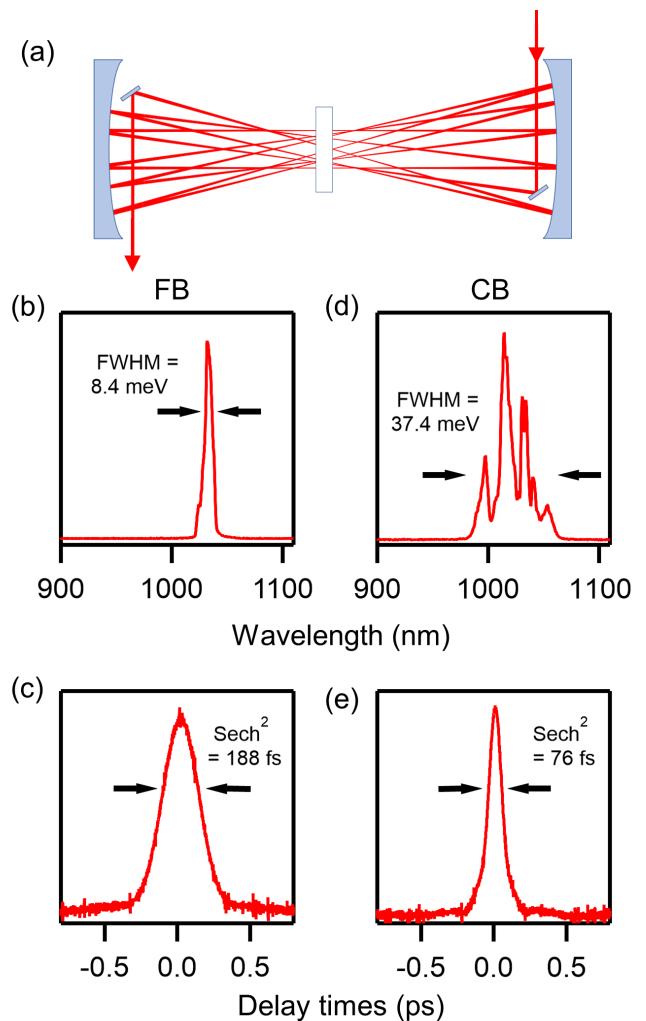 (a)
FB
CB
(b)
(d)
FWHM =
8.4 meV
FWHM =
37.4 meV
900
1000
1100
900
1000
1100
Wavelength (nm)
(c)
(e)
Sech²
= 188 fs
Sech²
= 76 fs
-0.5
0.0
0.5
-0.5
0.0
0.5
Delay times (ps)